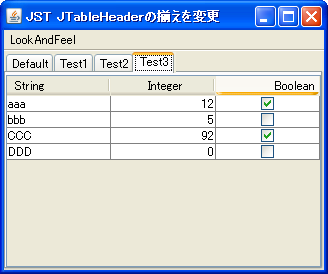 JST JTableHeaderの揃えを変更
LookAndFeel
Default Test1 Test2 Test3
String Integer Boolean
aaa 12
bbb 5
CCC 92
DDD 0